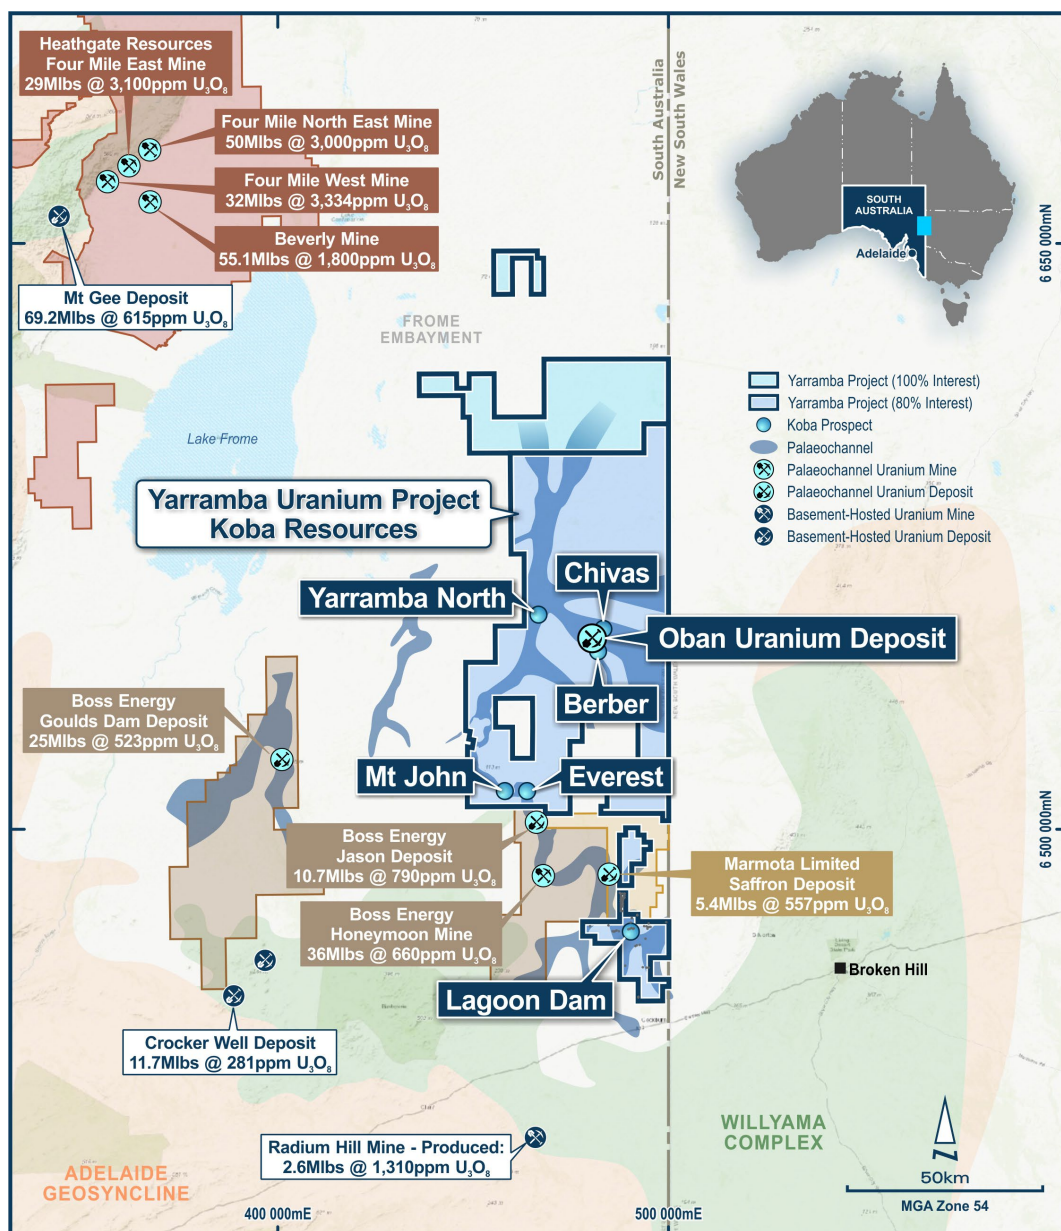 Heathgate Resources
Four Mile East Mine
29Mlbs @ 3,100ppm U₃O₈
Four Mile North East Mine
50Mlbs @ 3,000ppm U₃O₈
Four Mile West Mine
32Mlbs @ 3,334ppm U₃O₈
Beverly Mine
55.1Mlbs @ 1,800ppm U₃O₈
Mt Gee Deposit
69.2Mlbs @ 615ppm U₃O₈
South Australia
New South Wales
SOUTH
AUSTRALIA
Adelaide
6 650 000mN
FROME
EMBAYMENT
Lake Frome
Yarramba Project (100% Interest)
Yarramba Project (80% Interest)
Koba Prospect
Palaeochannel
Palaeochannel Uranium Mine
Palaeochannel Uranium Deposit
Basement-Hosted Uranium Mine
Basement-Hosted Uranium Deposit
Yarramba Uranium Project
Koba Resources
Chivas
Yarramba North
Oban Uranium Deposit
Berber
Boss Energy
Goulds Dam Deposit
25Mlbs @ 523ppm U₃O₈
Mt John
Everest
6 500 000mN
Boss Energy
Jason Deposit
10.7Mlbs @ 790ppm U₃O₈
Marmota Limited
Saffron Deposit
5.4Mlbs @ 557ppm U₃O₈
Boss Energy
Honeymoon Mine
36Mlbs @ 660ppm U₃O₈
Broken Hill
Lagoon Dam
Crocker Well Deposit
11.7Mlbs @ 281ppm U₃O₈
WILLYAMA
COMPLEX
Radium Hill Mine - Produced:
2.6Mlbs @ 1,310ppm U₃O₈
ADELAIDE
GEOSYNCLINE
N
50km
MGA Zone 54
400 000mE
500 000mE